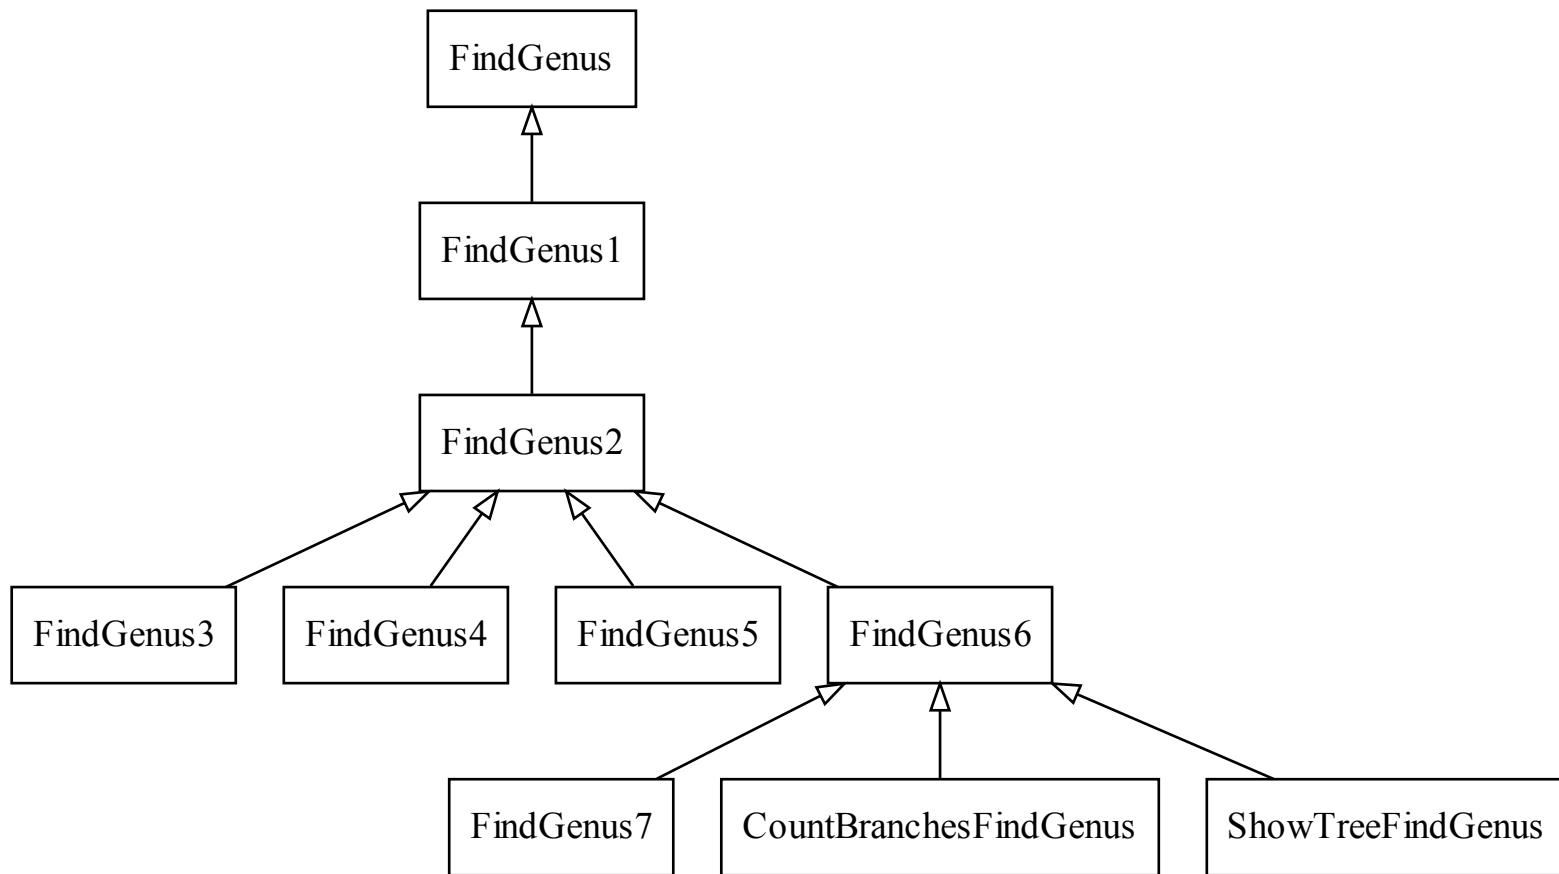 FindGenus
FindGenus1
FindGenus2
FindGenus3
FindGenus4
FindGenus5
FindGenus6
FindGenus7
CountBranchesFindGenus
ShowTreeFindGenus